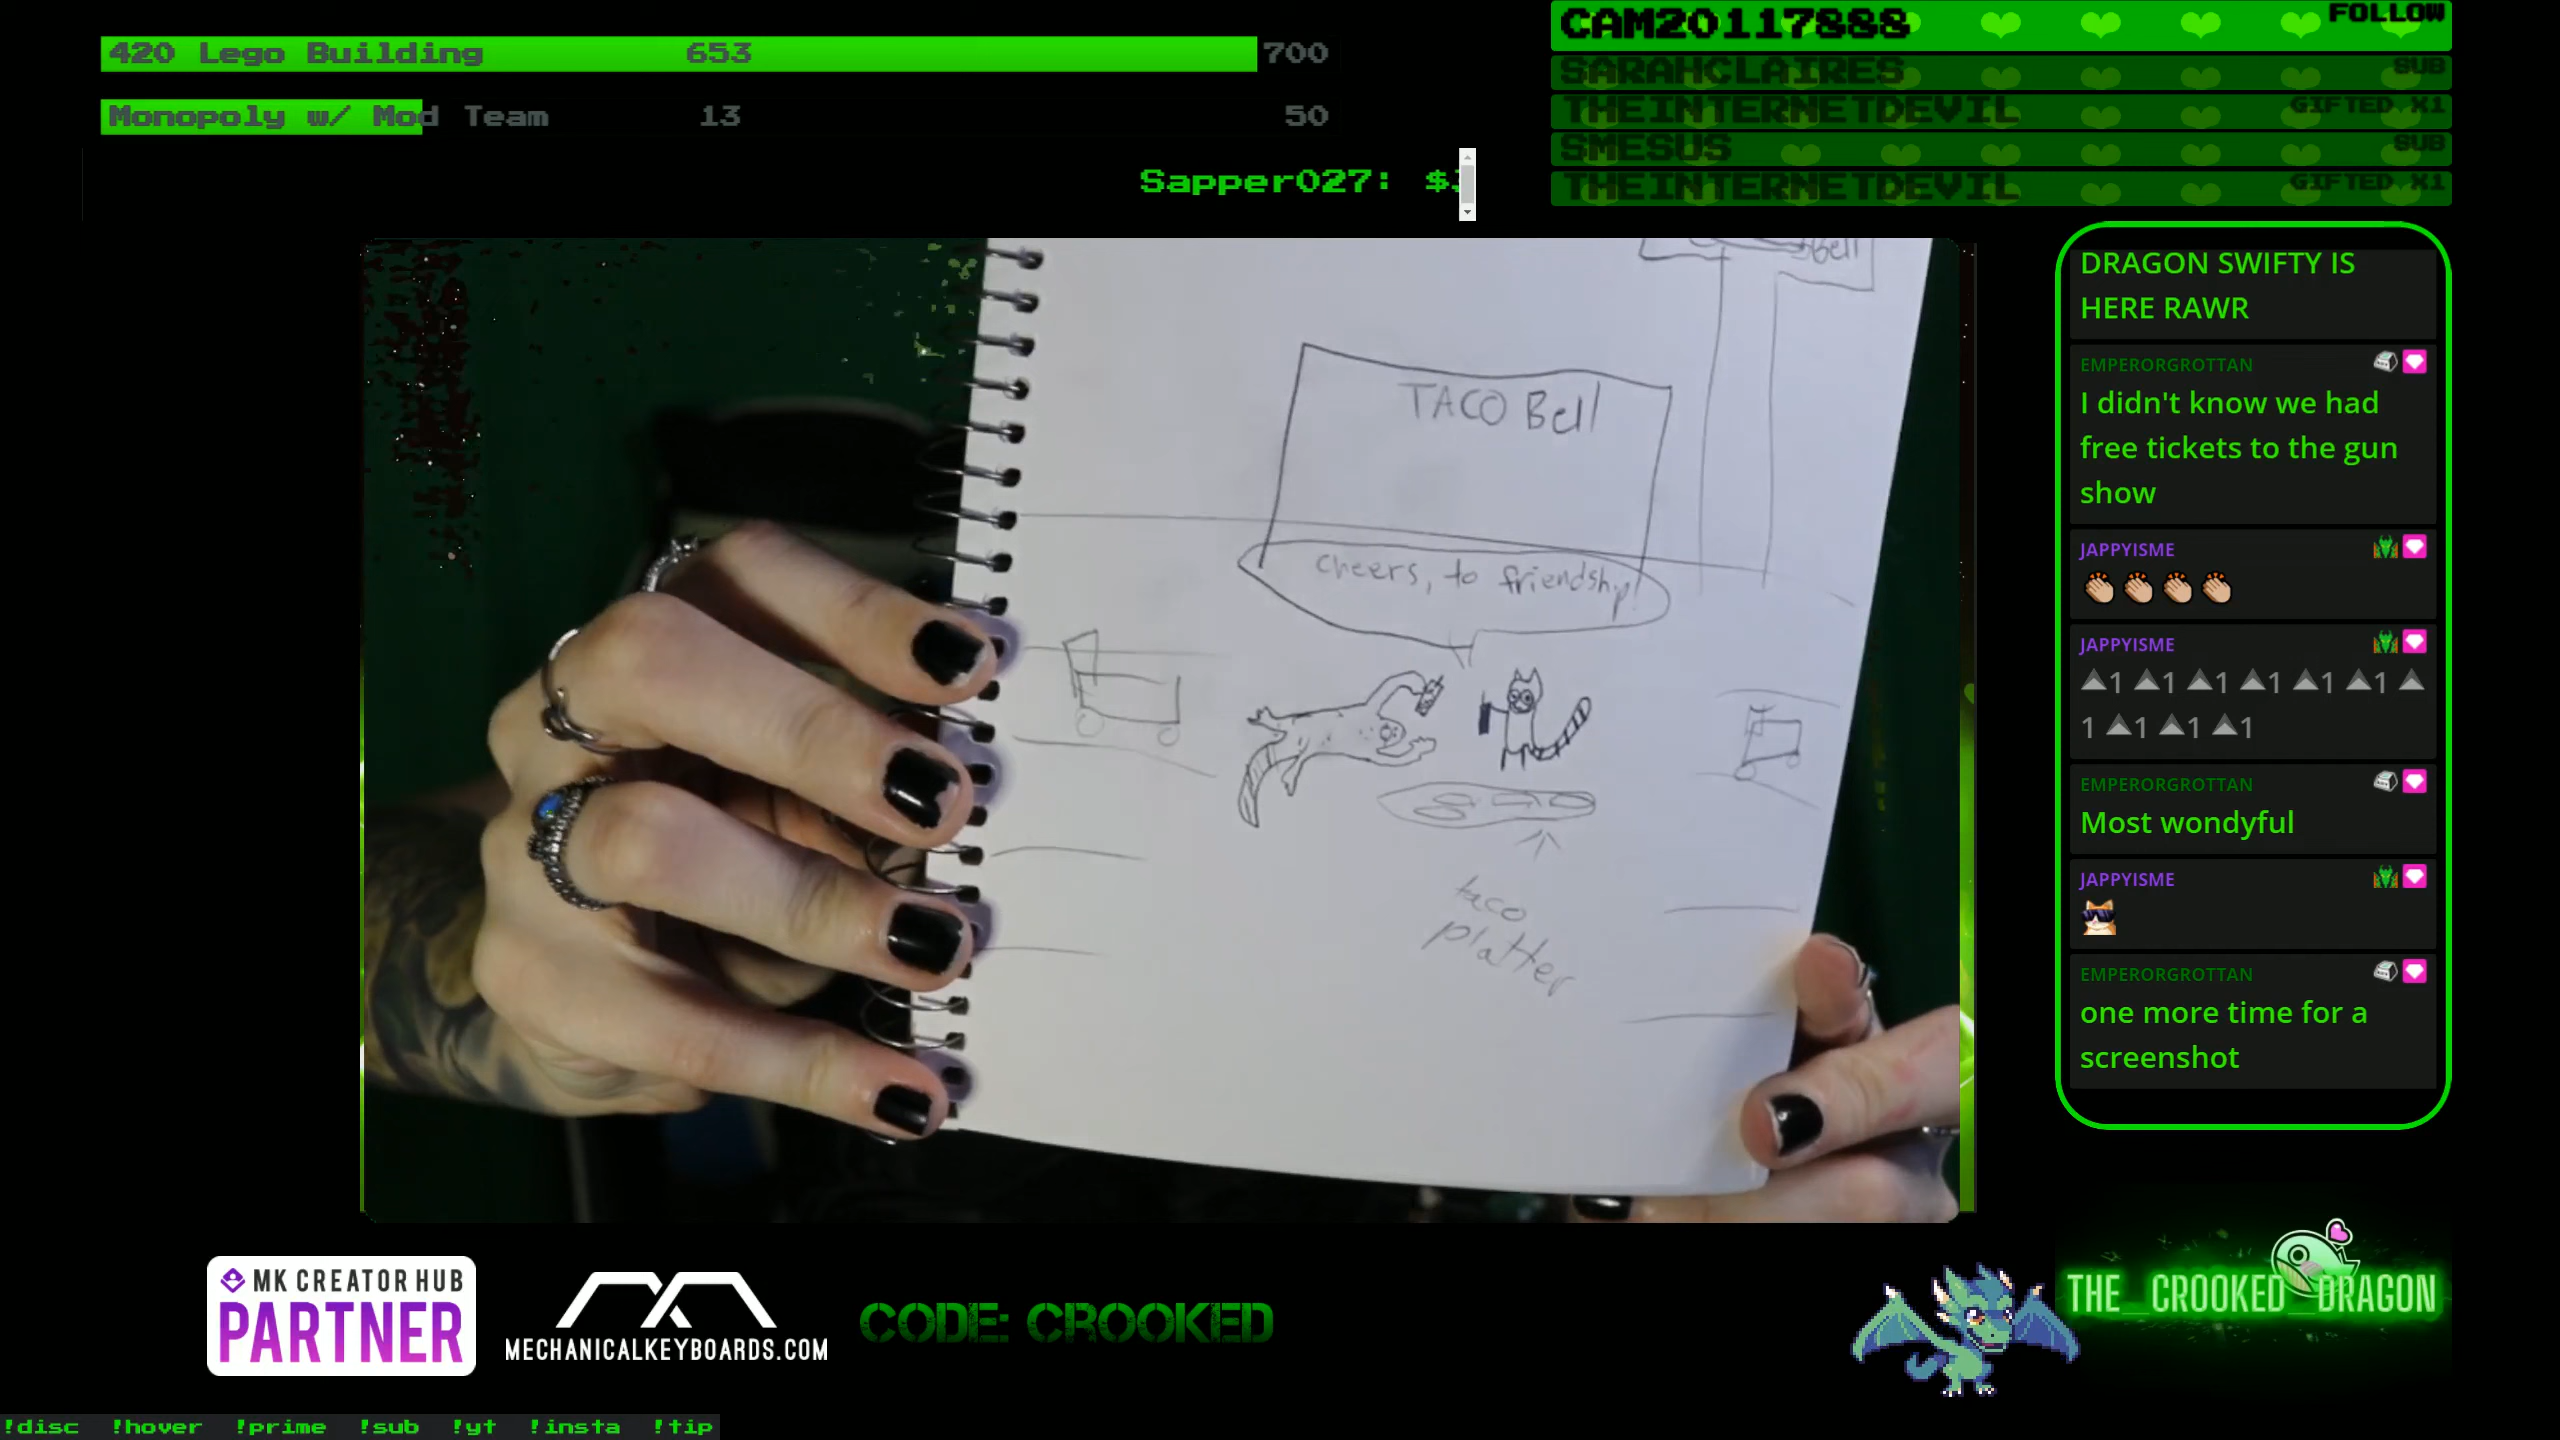 420 Lego Building 653 700
Monopoly w/ Mod Team 13 50
Sapper027: $
CAM20117888 FOLLOW
SARAHCLAIRES SUB
THEINTERNETDEVIL GIFTED X1
SMESUS SUB
THEINTERNETDEVIL GIFTED X1
Bell
TACO Bell
cheers, to friendship!
taco
platter
DRAGON SWIFTY IS
HERE RAWR
EMPERORGROTTAN
I didn't know we had
free tickets to the gun
show
JAPPYISME
JAPPYISME
1 1 1 1 1 1
1 1 1 1
EMPERORGROTTAN
Most wondyful
JAPPYISME
EMPERORGROTTAN
one more time for a
screenshot
MK CREATOR HUB
PARTNER
MECHANICALKEYBOARDS.COM
CODE: CROOKED
THE_CROOKED_DRAGON
!disc !hover !prime !sub !yt !insta !tip